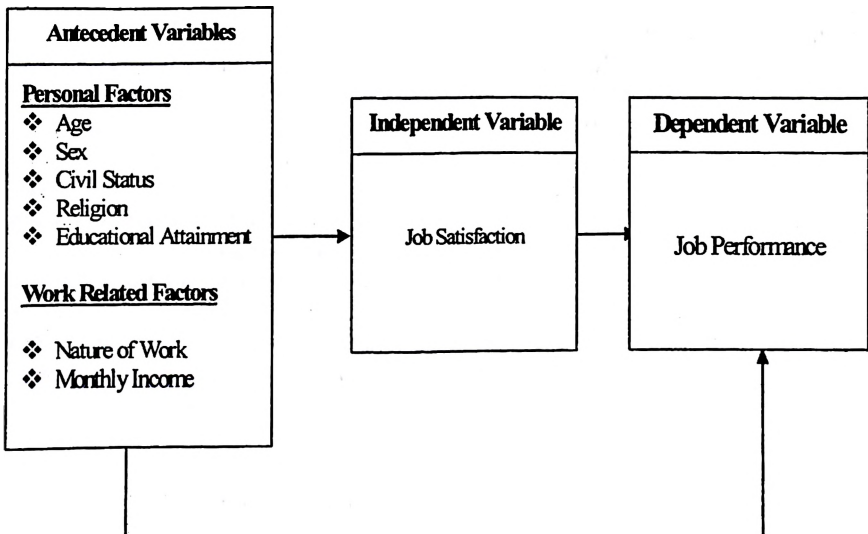 Antecedent Variables
Personal Factors
❖ Age
❖ Sex
❖ Civil Status
❖ Religion
❖ Educational Attainment
Work Related Factors
❖ Nature of Work
❖ Monthly Income
Independent Variable
Job Satisfaction
Dependent Variable
Job Performance